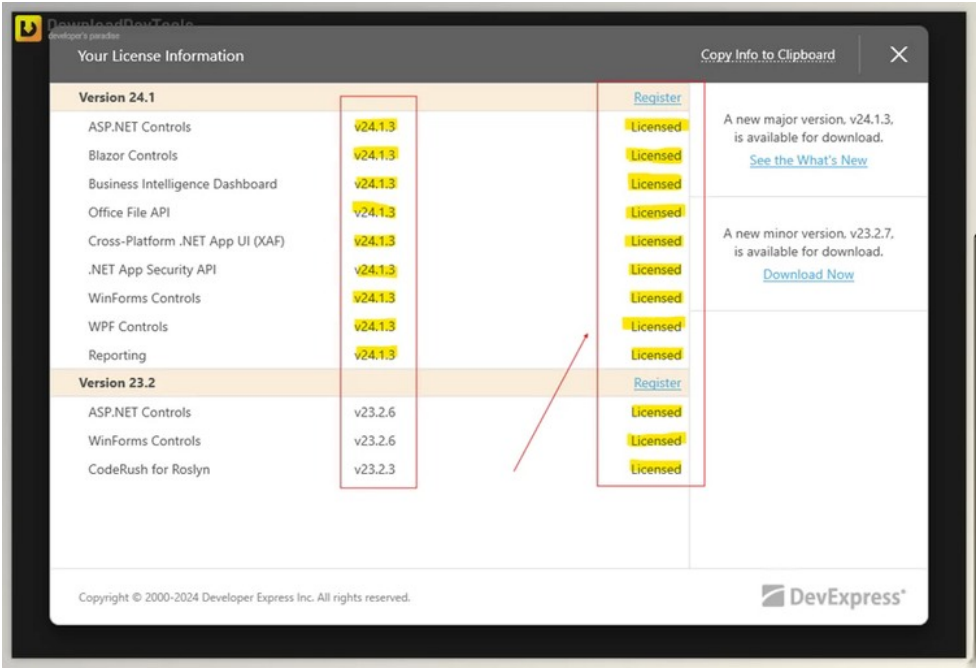 DownloadDevTools
developer's paradise
Your License Information
Copy Info to Clipboard
Version 24.1 Register
ASP.NET Controls v24.1.3 Licensed
Blazor Controls v24.1.3 Licensed
Business Intelligence Dashboard v24.1.3 Licensed
Office File API v24.1.3 Licensed
Cross-Platform .NET App UI (XAF) v24.1.3 Licensed
.NET App Security API v24.1.3 Licensed
WinForms Controls v24.1.3 Licensed
WPF Controls v24.1.3 Licensed
Reporting v24.1.3 Licensed
Version 23.2 Register
ASP.NET Controls v23.2.6 Licensed
WinForms Controls v23.2.6 Licensed
CodeRush for Roslyn v23.2.3 Licensed
A new major version, v24.1.3,
is available for download.
See the What's New
A new minor version, v23.2.7,
is available for download.
Download Now
Copyright © 2000-2024 Developer Express Inc. All rights reserved.
DevExpress®